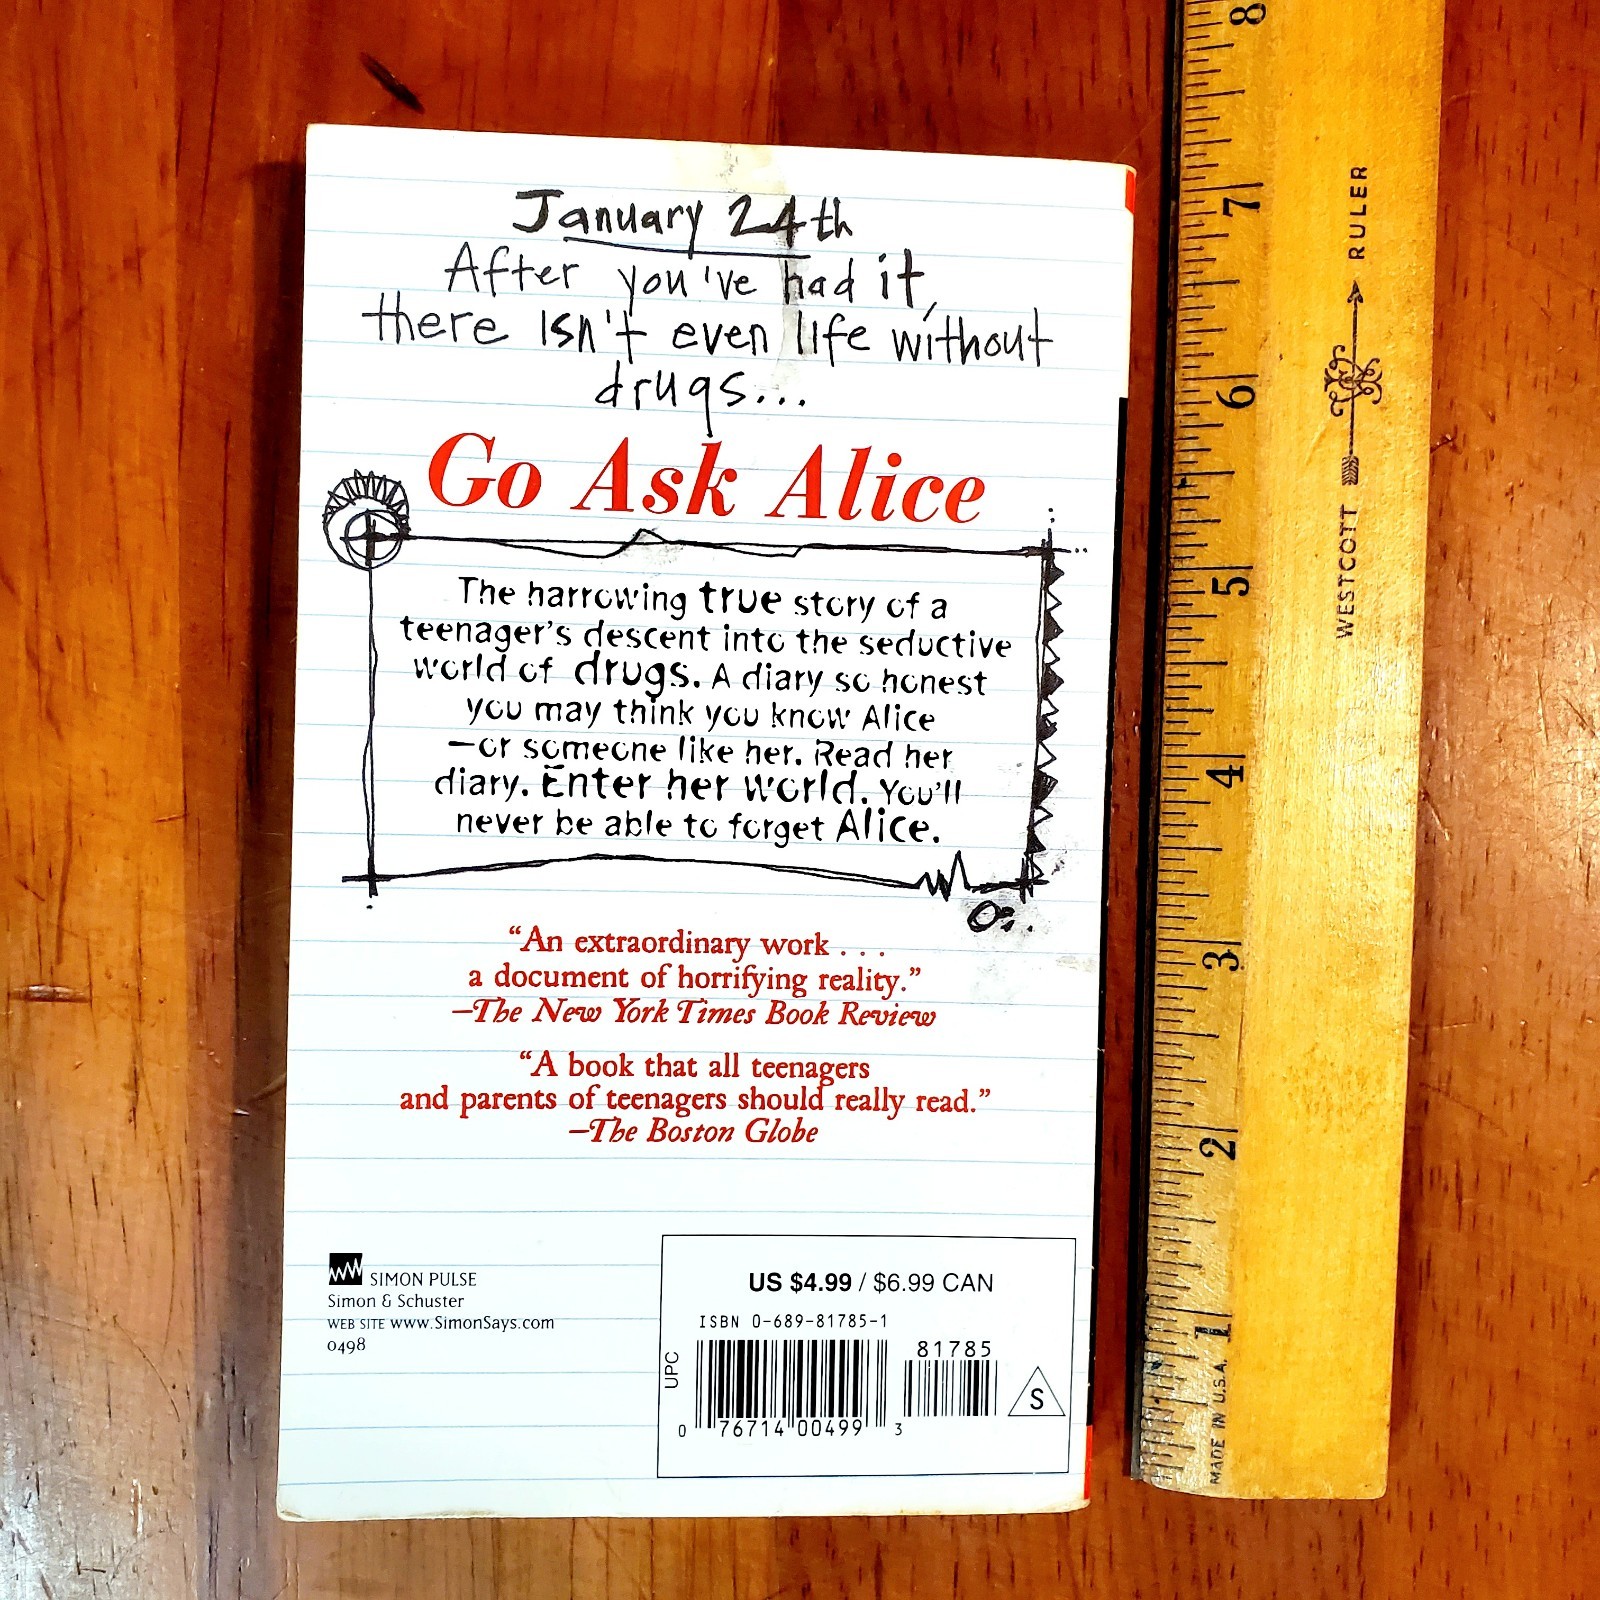 January 24th
After you've had it,
there isn't even life without
drugs...
Go Ask Alice
The harrowing true story of a
teenager's descent into the seductive
world of drugs. A diary so honest
you may think you know Alice
—or someone like her. Read her
diary. Enter her world. You'll
never be able to forget Alice.
“An extraordinary work . . .
a document of horrifying reality.”
—The New York Times Book Review
“A book that all teenagers
and parents of teenagers should really read.”
—The Boston Globe
SIMON PULSE
Simon & Schuster
WEB SITE www.SimonSays.com
0498
US $4.99 / $6.99 CAN
ISBN 0-689-81785-1
81785
UPC
S
0 76714 00499 3
8
7
6
5
4
3
2
1
WESTCOTT RULER
MADE IN U.S.A.